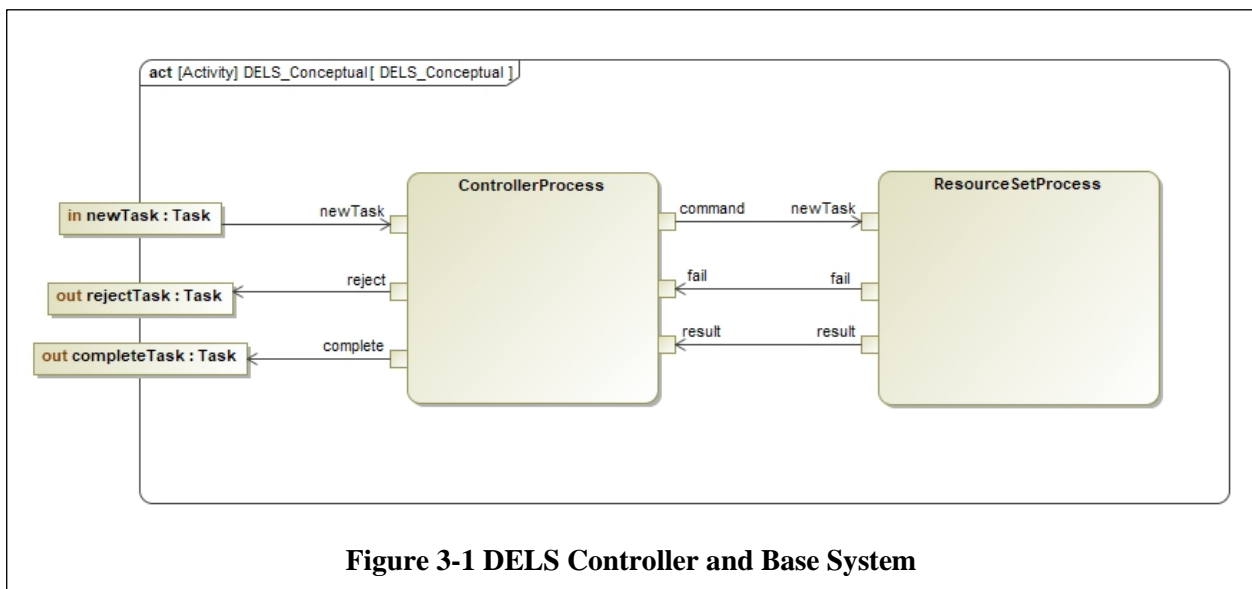 act [Activity] DELS_Conceptual[ DELS_Conceptual ]
ControllerProcess
ResourceSetProcess
in newTask : Task
newTask
command
newTask
out rejectTask : Task
reject
fail
fail
out completeTask : Task
complete
result
result
Figure 3-1 DELS Controller and Base System